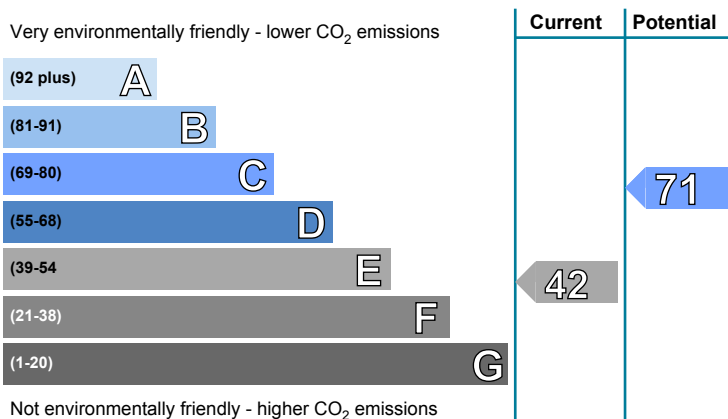 Current Potential
Very environmentally friendly - lower CO2 emissions
(92 plus) A
(81-91) B
(69-80) C
71
(55-68) D
(39-54 E
42
(21-38) F
(1-20) G
Not environmentally friendly - higher CO2 emissions